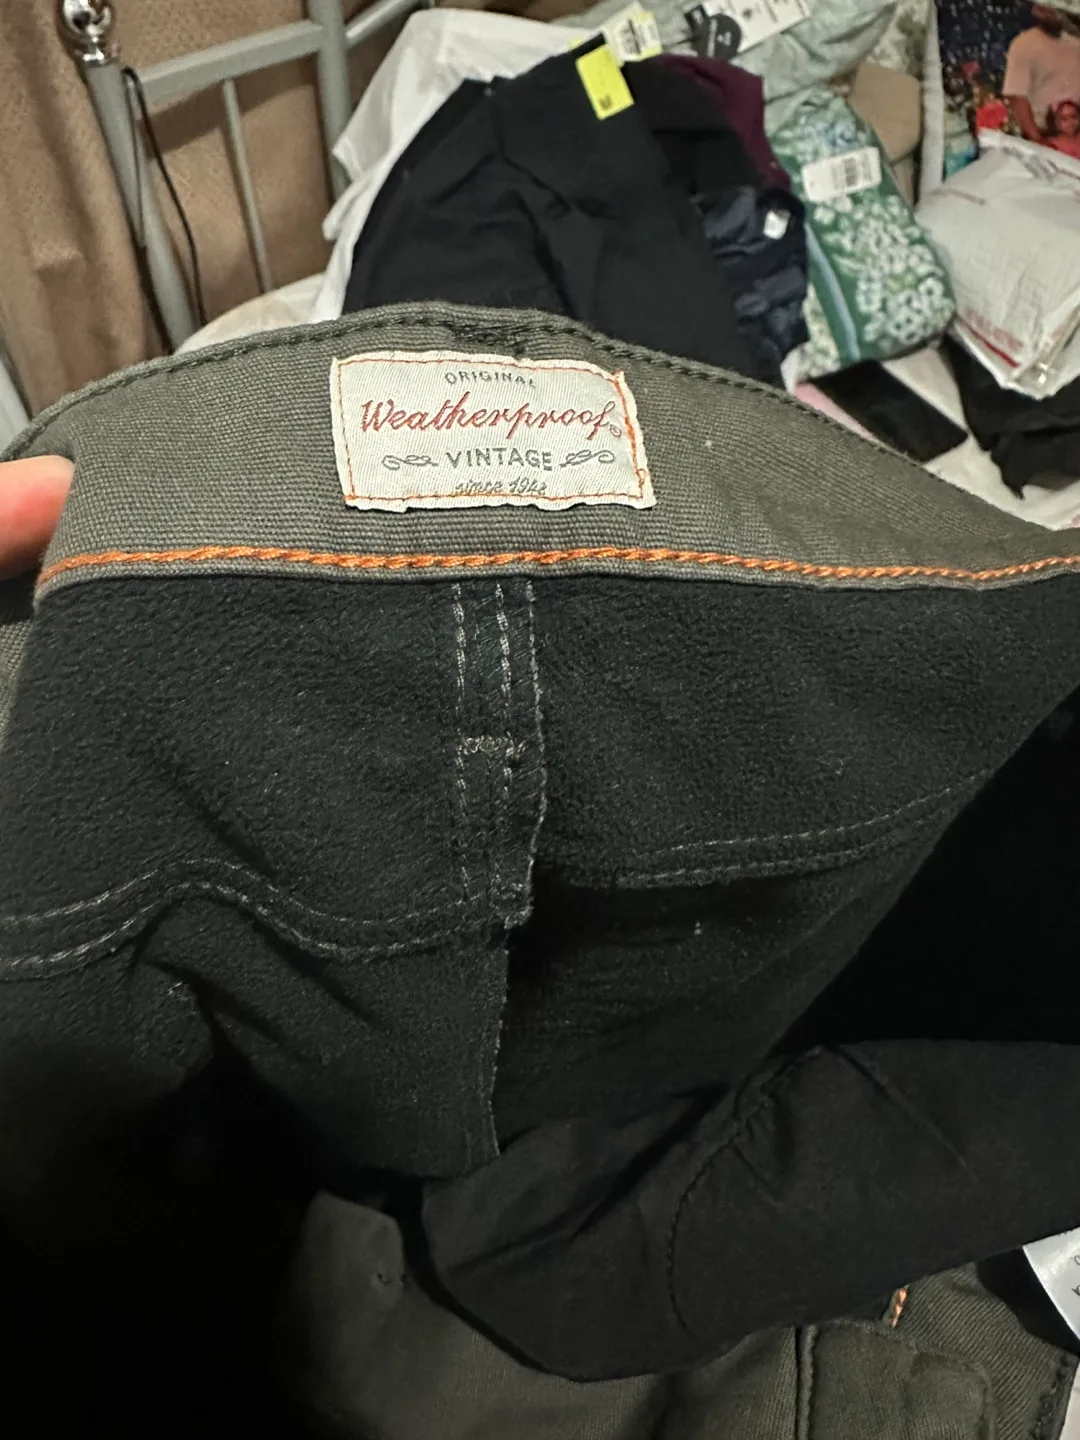 ORIGINAL
Weatherproof®
VINTAGE
since 1948